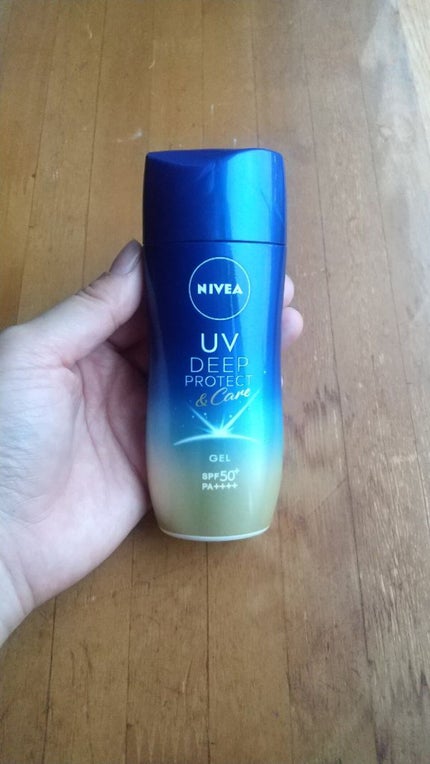 NIVEA
UV
DEEP
PROTECT
& Care
GEL
SPF50+
PA++++